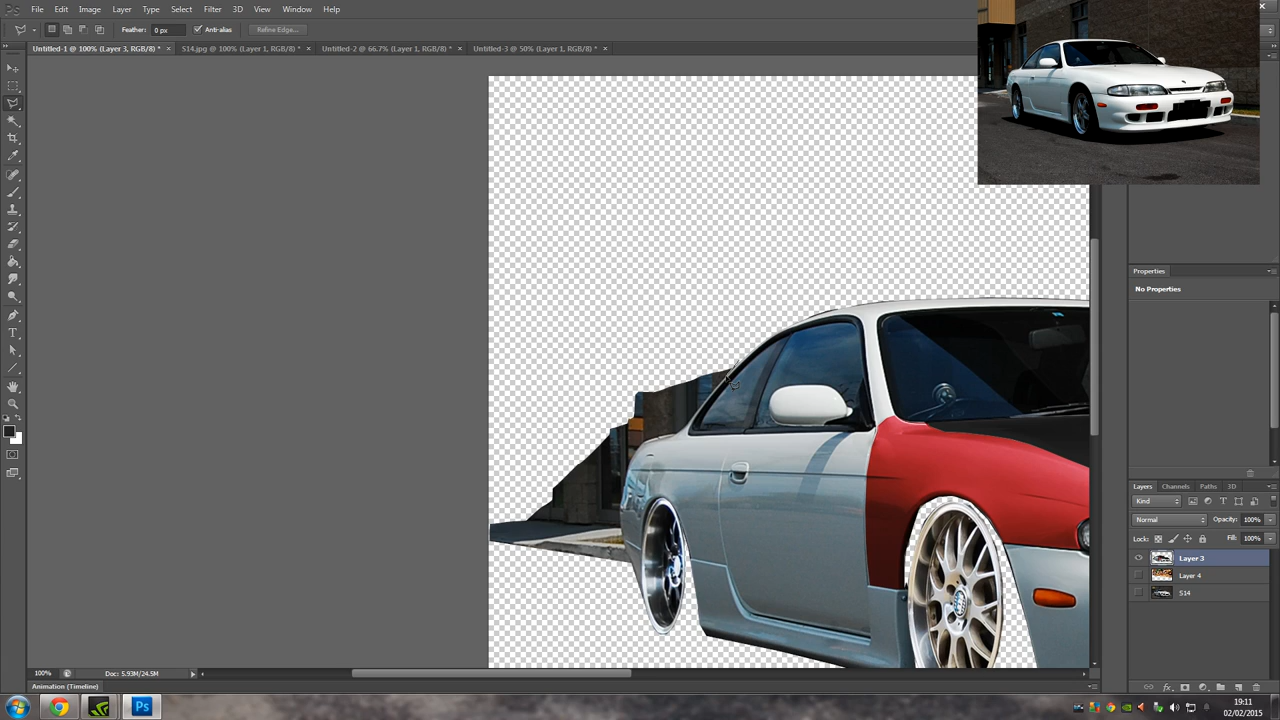 Ps File Edit Image Layer Type Select Filter 3D View Window Help
Feather: 0 px Anti-alias Refine Edge...
Untitled-1 @ 100% (Layer 3, RGB/8) * × S14.jpg @ 100% (Layer 1, RGB/8) * × Untitled-2 @ 66.7% (Layer 1, RGB/8) * × Untitled-3 @ 50% (Layer 1, RGB/8) * ×
Properties
No Properties
Layers Channels Paths 3D
Kind
Normal Opacity: 100%
Lock: Fill: 100%
Layer 3
Layer 4
S14
100% Doc: 5.93M/24.5M
Animation (Timeline)
Ps
19:11
02/02/2015